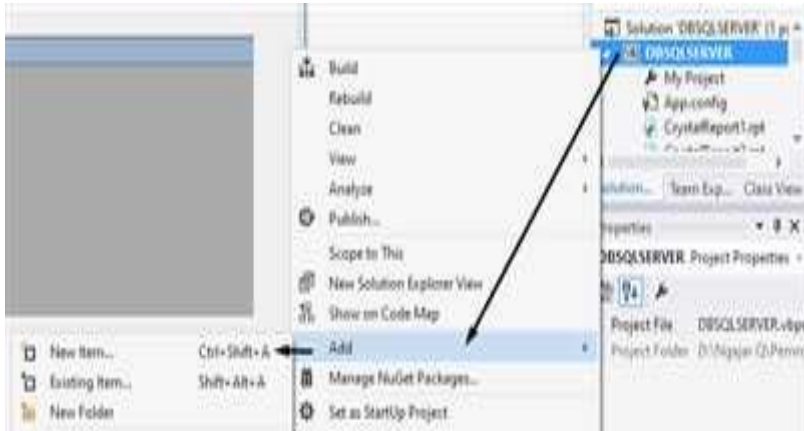 Build
Rebuild
Clean
View
Analyze
Publish...
Scope to This
New Solution Explorer View
Show on Code Map
Add
Manage NuGet Packages...
Set as StartUp Project
New Item... Ctrl+Shift+A
Existing Item... Shift+Alt+A
New Folder
Solution 'DBSQLSERVER' (1 p
DBSQLSERVER
My Project
App.config
CrystalReport1.rpt
Team Exp... Class View
DBSQLSERVER Project Properties
Project File DBSQLSERVER.vbp
Project Folder